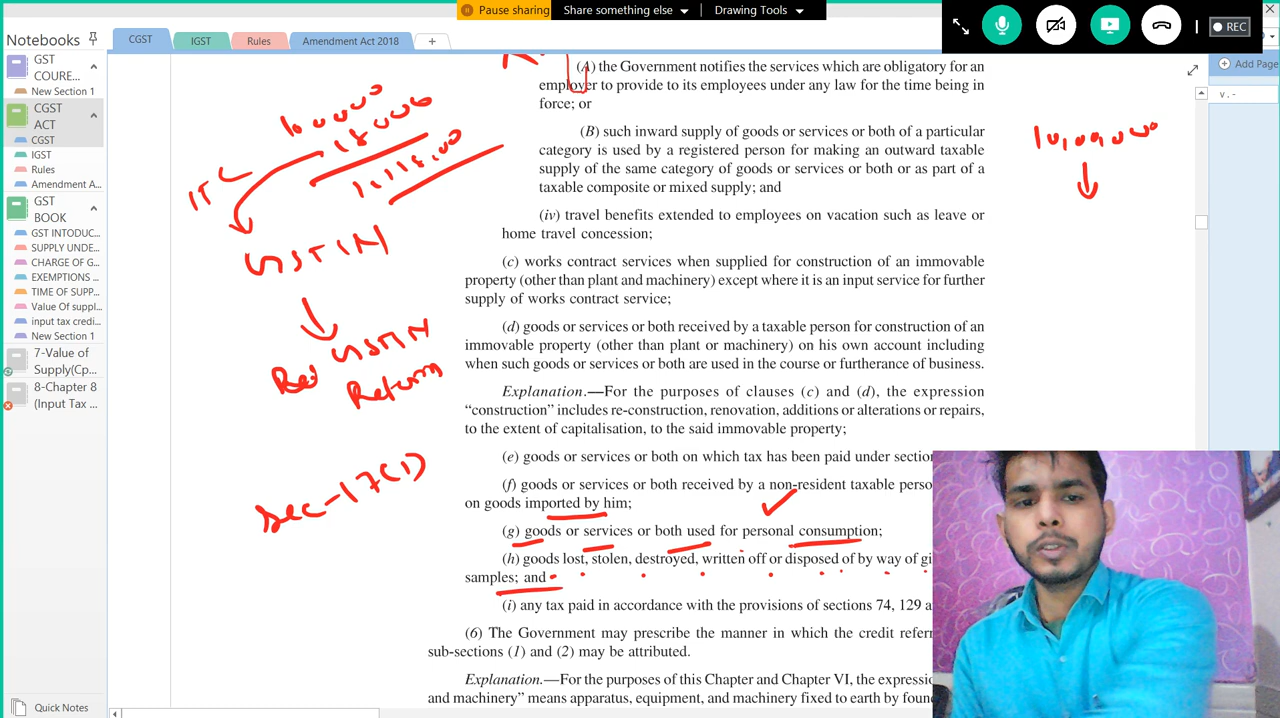 Pause sharing
Share something else
Drawing Tools
REC
Notebooks
CGST
IGST
Rules
Amendment Act 2018
+
Add Page
GST
COURE...
New Section 1
CGST
ACT
CGST
IGST
Rules
Amendment A...
GST
BOOK
GST INTODUC...
SUPPLY UNDE...
CHARGE OF G...
EXEMPTIONS ...
TIME OF SUPP...
Value Of suppl...
input tax credi...
New Section 1
7-Value of
Supply(Cp...
8-Chapter 8
(Input Tax ...
Quick Notes
v . -
(A) the Government notifies the services which are obligatory for an
employer to provide to its employees under any law for the time being in
force; or
(B) such inward supply of goods or services or both of a particular
category is used by a registered person for making an outward taxable
supply of the same category of goods or services or both or as part of a
taxable composite or mixed supply; and
(iv) travel benefits extended to employees on vacation such as leave or
home travel concession;
(c) works contract services when supplied for construction of an immovable
property (other than plant and machinery) except where it is an input service for further
supply of works contract service;
(d) goods or services or both received by a taxable person for construction of an
immovable property (other than plant or machinery) on his own account including
when such goods or services or both are used in the course or furtherance of business.
Explanation.—For the purposes of clauses (c) and (d), the expression
“construction” includes re-construction, renovation, additions or alterations or repairs,
to the extent of capitalisation, to the said immovable property;
(e) goods or services or both on which tax has been paid under section
(f) goods or services or both received by a non-resident taxable perso
on goods imported by him;
(g) goods or services or both used for personal consumption;
(h) goods lost, stolen, destroyed, written off or disposed of by way of gi
samples; and
(i) any tax paid in accordance with the provisions of sections 74, 129 a
(6) The Government may prescribe the manner in which the credit referr
sub-sections (1) and (2) may be attributed.
Explanation.—For the purposes of this Chapter and Chapter VI, the expressio
and machinery” means apparatus, equipment, and machinery fixed to earth by foun
18000
GSTIN
GSTIN
Return
Sec-17(1)